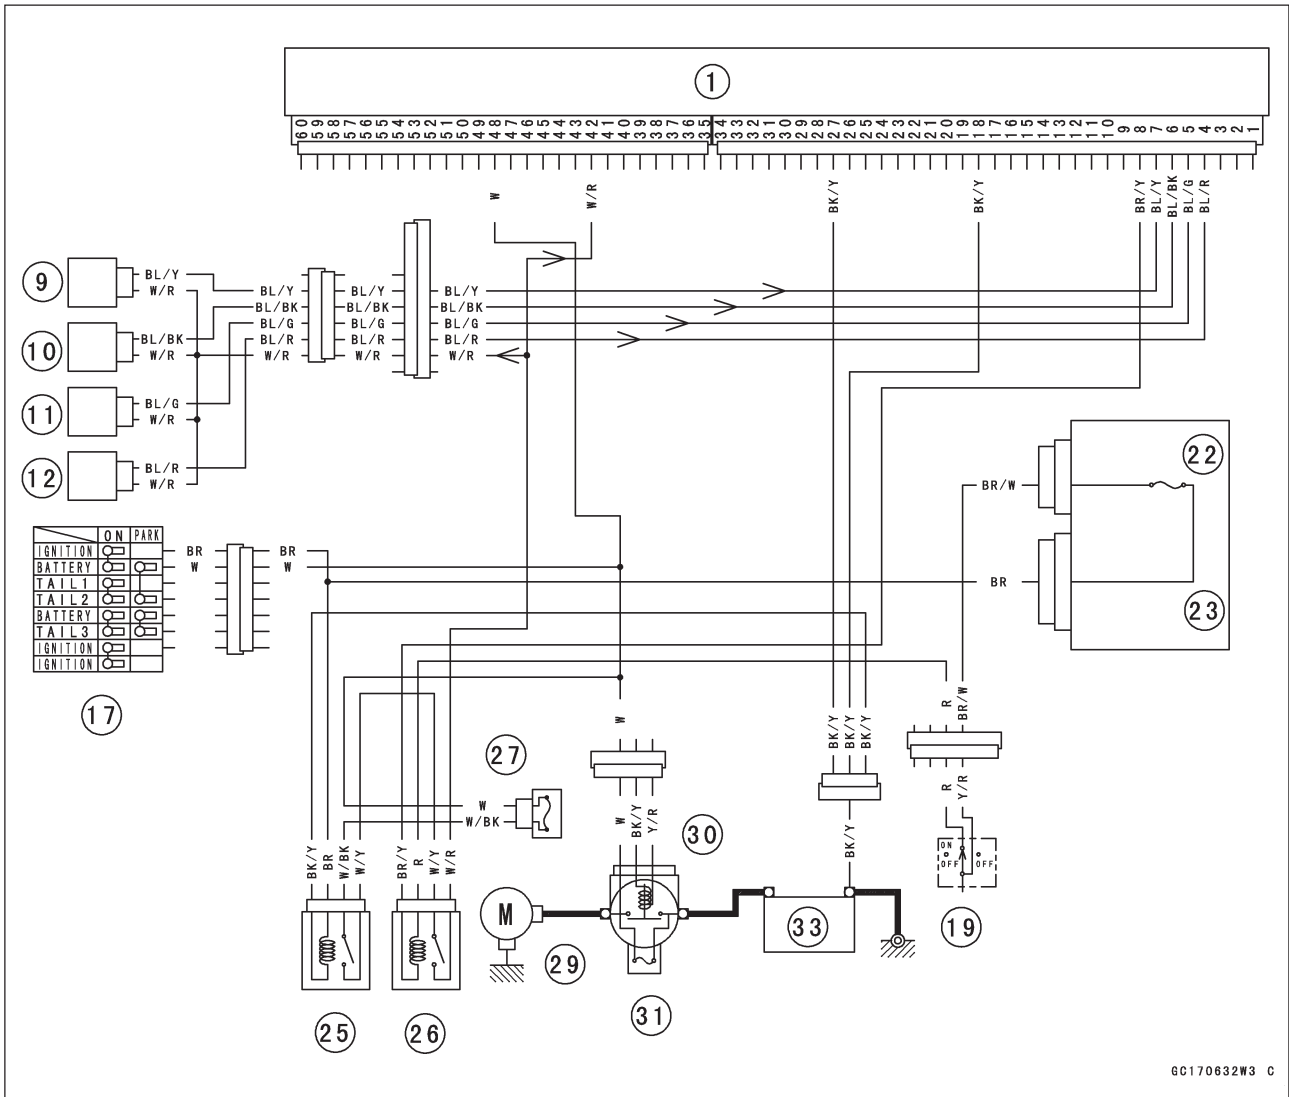 1
60 59 58 57 56 55 54 53 52 51 50 49 48 47 46 45 44 43 42 41 40 39 38 37 36 35 34 33 32 31 30 29 28 27 26 25 24 23 22 21 20 19 18 17 16 15 14 13 12 11 10 9 8 7 6 5 4 3 2 1
W W/R BK/Y BK/Y BR/Y BL/Y BL/BK BL/G BL/R
9 BL/Y
W/R
BL/Y BL/Y BL/Y
BL/BK BL/BK BL/BK
BL/G BL/G BL/G
BL/R BL/R BL/R
W/R W/R W/R
10 BL/BK
W/R
11 BL/G
W/R
12 BL/R
W/R
22
BR/W
ON PARK
IGNITION BR BR
BATTERY W W
TAIL1
TAIL2
BATTERY
TAIL3
IGNITION
IGNITION
BR
23
17
R BR/W
W
BK/Y BK/Y BK/Y
27
W
W/BK
R Y/R
W BK/Y Y/R
30
BK/Y
BK/Y BR W/BK W/Y
BR/Y R W/Y W/R
ON
OFF OFF
M
33
19
29
31
25
26
GC170632W3 C